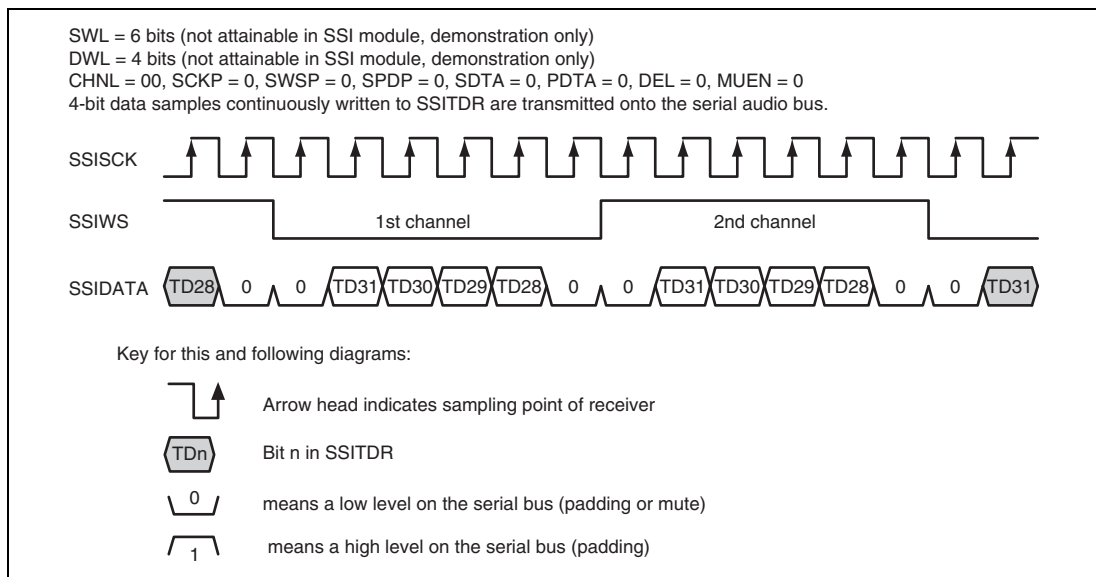 SWL = 6 bits (not attainable in SSI module, demonstration only)
DWL = 4 bits (not attainable in SSI module, demonstration only)
CHNL = 00, SCKP = 0, SWSP = 0, SPDP = 0, SDTA = 0, PDTA = 0, DEL = 0, MUEN = 0
4-bit data samples continuously written to SSITDR are transmitted onto the serial audio bus.
SSISCK
SSIWS 1st channel 2nd channel
SSIDATA TD28 0 0 TD31 TD30 TD29 TD28 0 0 TD31 TD30 TD29 TD28 0 0 TD31
Key for this and following diagrams:
Arrow head indicates sampling point of receiver
TDn Bit n in SSITDR
0 means a low level on the serial bus (padding or mute)
1 means a high level on the serial bus (padding)